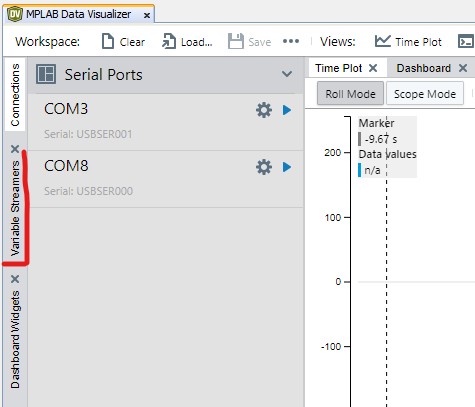 MPLAB Data Visualizer x
Workspace: Clear Load... Save ••• Views: Time Plot
Connections
Variable Streamers
Dashboard Widgets
Serial Ports
COM3
Serial: USBSER001
COM8
Serial: USBSER000
Time Plot Dashboard
Roll Mode Scope Mode
Marker
-9.67 s
Data values
n/a
200
100
0
-100